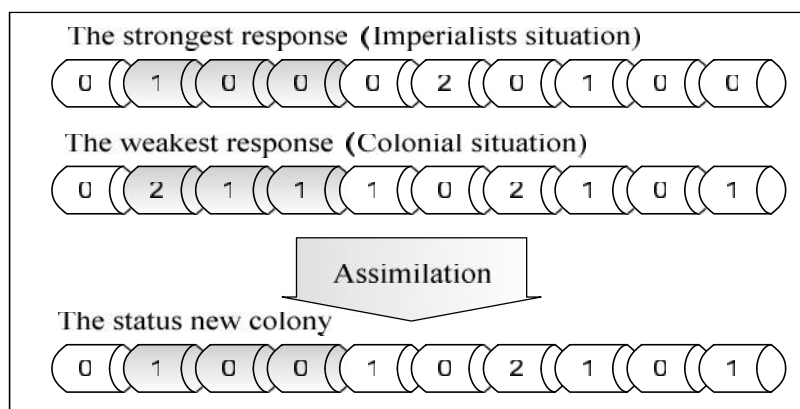 The strongest response (Imperialists situation)
0 1 0 0 0 2 0 1 0 0
The weakest response (Colonial situation)
0 2 1 1 1 0 2 1 0 1
Assimilation
The status new colony
0 1 0 0 1 0 2 1 0 1